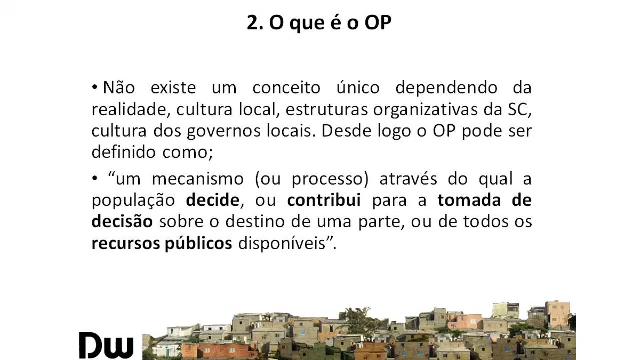 2. O que é o OP
• Não existe um conceito único dependendo da
realidade, cultura local, estruturas organizativas da SC,
cultura dos governos locais. Desde logo o OP pode ser
definido como;
• “um mecanismo (ou processo) através do qual a
população decide, ou contribui para a tomada de
decisão sobre o destino de uma parte, ou de todos os
recursos públicos disponíveis”.
Dw